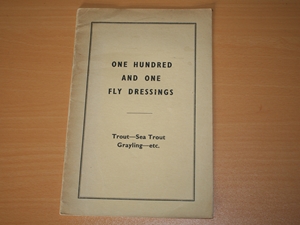 ONE HUNDRED
AND ONE
FLY DRESSINGS
Trout—Sea Trout
Grayling—etc.